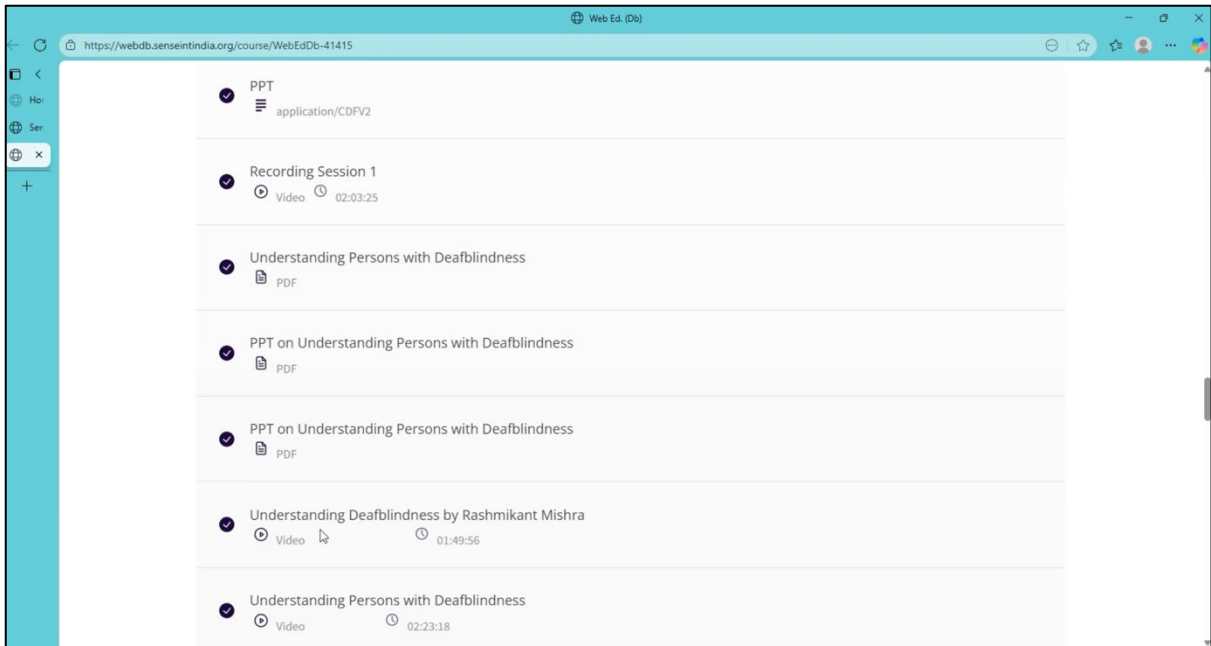 Web Ed. (Db)
https://webdb.senseintindia.org/course/WebEdDb-41415
Hor
Ser
PPT
application/CDFV2
Recording Session 1
Video 02:03:25
Understanding Persons with Deafblindness
PDF
PPT on Understanding Persons with Deafblindness
PDF
PPT on Understanding Persons with Deafblindness
PDF
Understanding Deafblindness by Rashmikant Mishra
Video 01:49:56
Understanding Persons with Deafblindness
Video 02:23:18